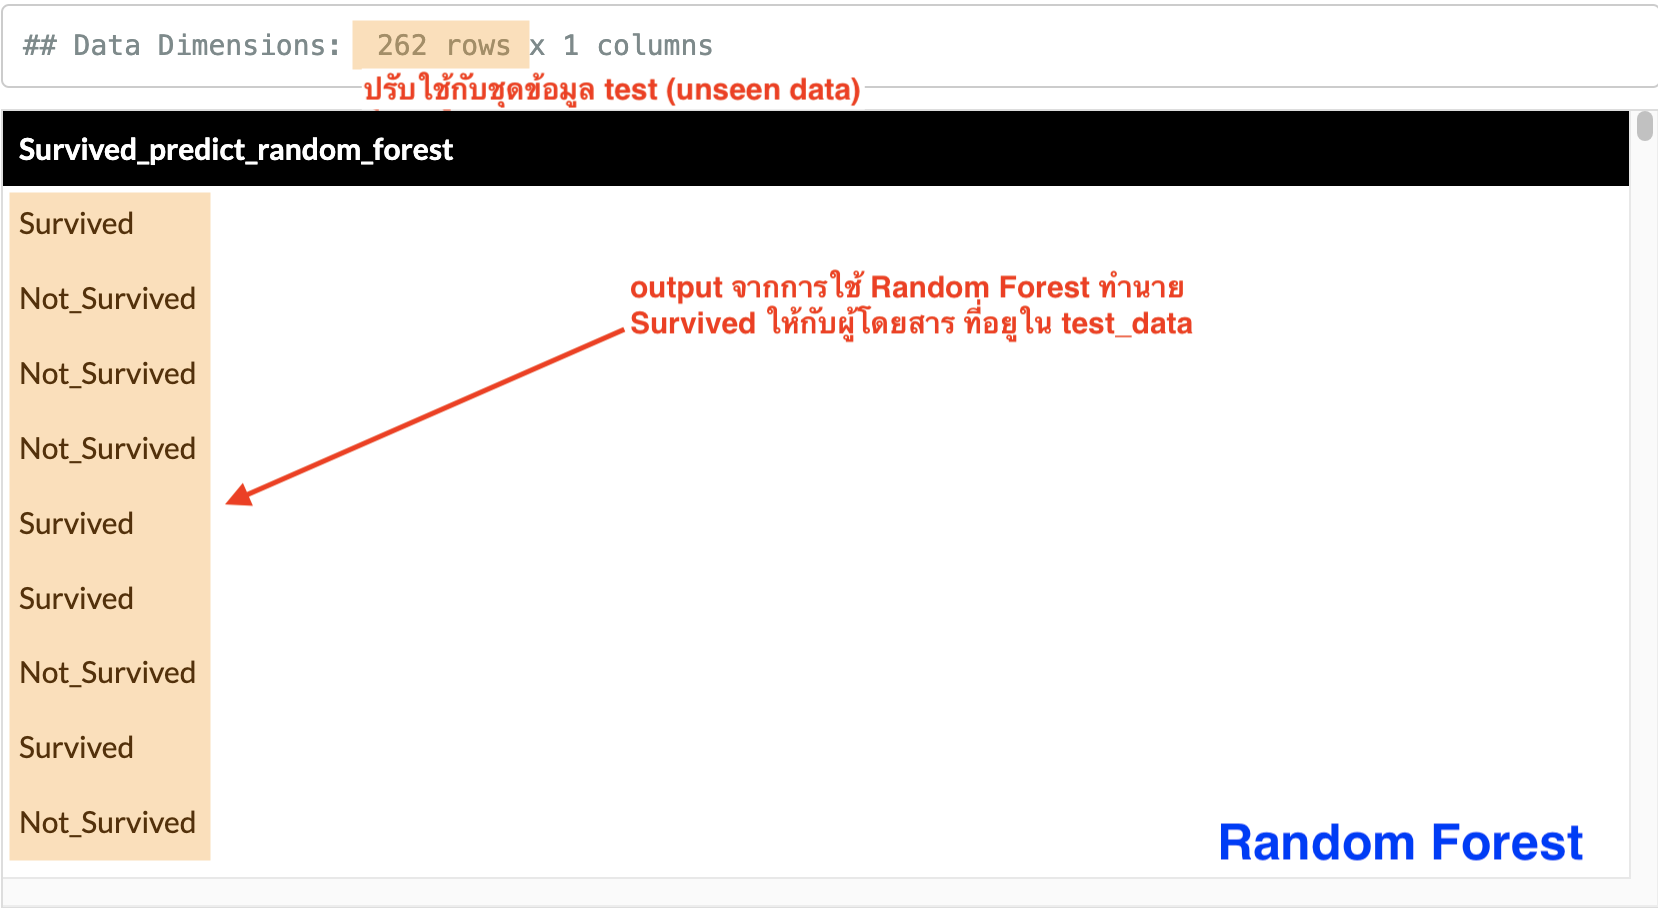 ## Data Dimensions: 262 rows x 1 columns
ปรับใช้กับชุดข้อมูล test (unseen data)
Survived_predict_random_forest
Survived
Not_Survived
output จากการใช้ Random Forest ทำนาย
Survived ให้กับผู้โดยสาร ที่อยู่ใน test_data
Not_Survived
Not_Survived
Survived
Survived
Not_Survived
Survived
Not_Survived
Random Forest